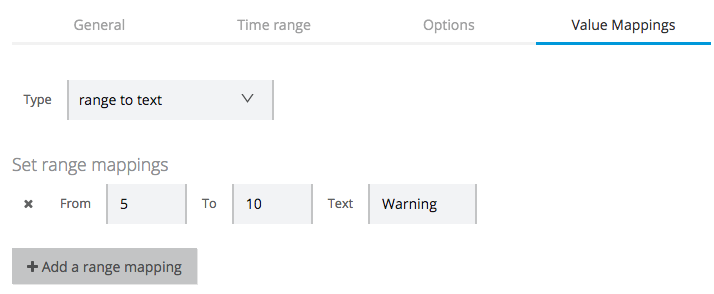 General Time range Options Value Mappings
Type range to text
Set range mappings
× From 5 To 10 Text Warning
+ Add a range mapping